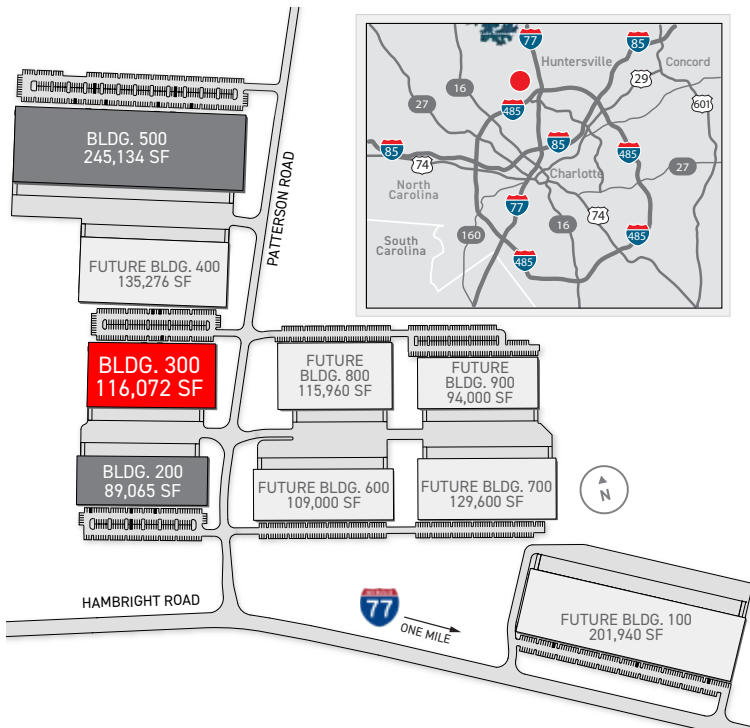 BLDG. 500
245,134 SF
PATTERSON ROAD
FUTURE BLDG. 400
135,276 SF
BLDG. 300
116,072 SF
FUTURE
BLDG. 800
115,960 SF
FUTURE
BLDG. 900
94,000 SF
BLDG. 200
89,065 SF
FUTURE BLDG. 600
109,000 SF
FUTURE BLDG. 700
129,600 SF
N
HAMBRIGHT ROAD
77
ONE MILE
FUTURE BLDG. 100
201,940 SF
77
85
Huntersville
Concord
29
16
27
485
601
85
85
74
485
27
North
Carolina
Charlotte
77
74
16
160
South
Carolina
485
485